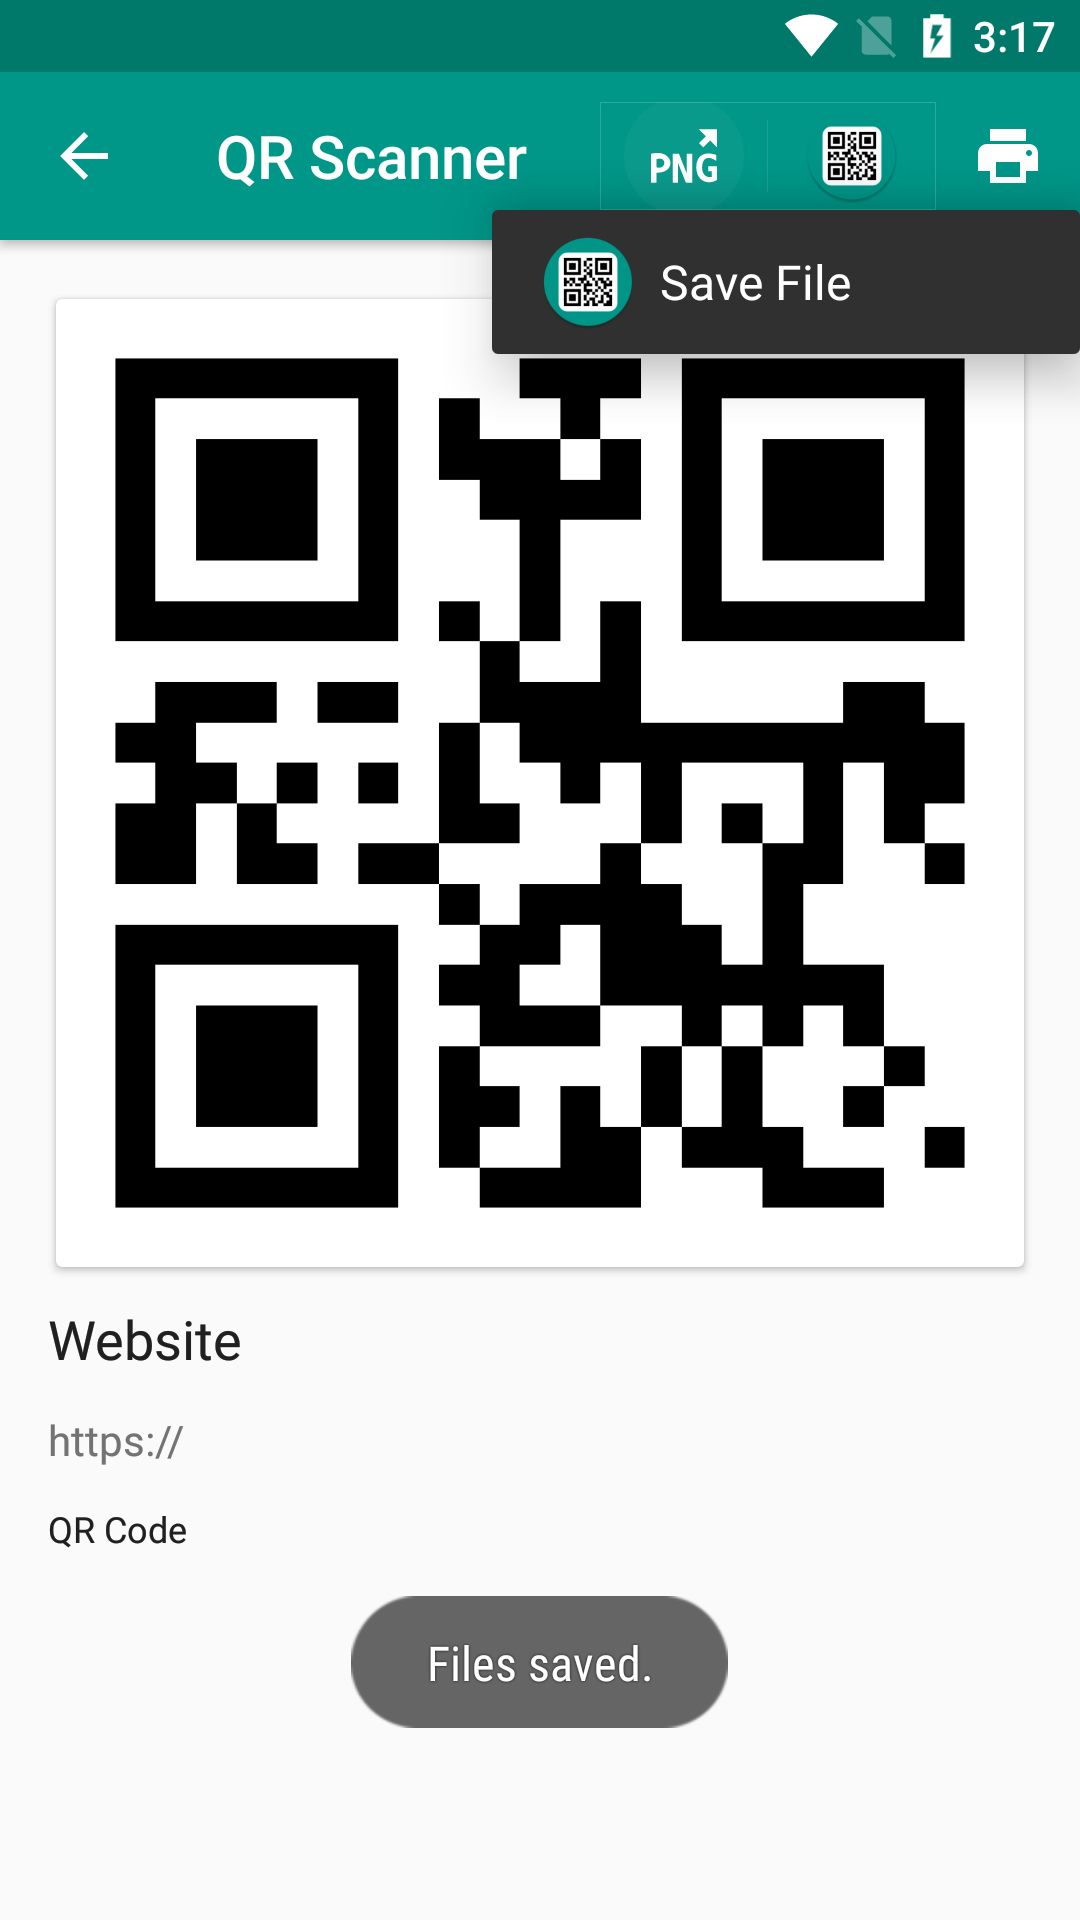 3:17
QR Scanner
PNG
Save File
Website
https://
QR Code
Files saved.